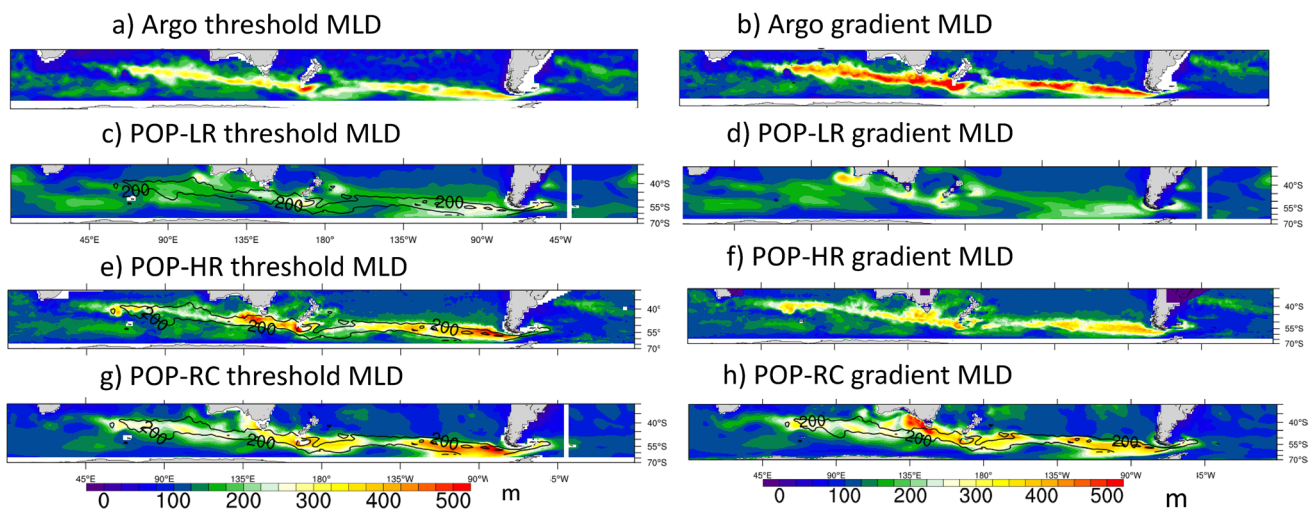 a) Argo threshold MLD
b) Argo gradient MLD
c) POP-LR threshold MLD
d) POP-LR gradient MLD
200
200
200
40°S
55°S
70°S
40°S
55°S
70°S
45°E 90°E 135°E 180° 135°W 90°W 45°W
e) POP-HR threshold MLD
f) POP-HR gradient MLD
200
200
200
40°
55°
70°
40°S
55°S
70°S
g) POP-RC threshold MLD
h) POP-RC gradient MLD
200
200
200
40°S
55°S
70°S
200
200
200
40°S
55°S
70°S
45°E 90°E 135°E 180° 135°W 90°W -5°W
45°E 90°E 135°E 180° 135°W 90°W 45°W
0 100 200 300 400 500 m
0 100 200 300 400 500 m